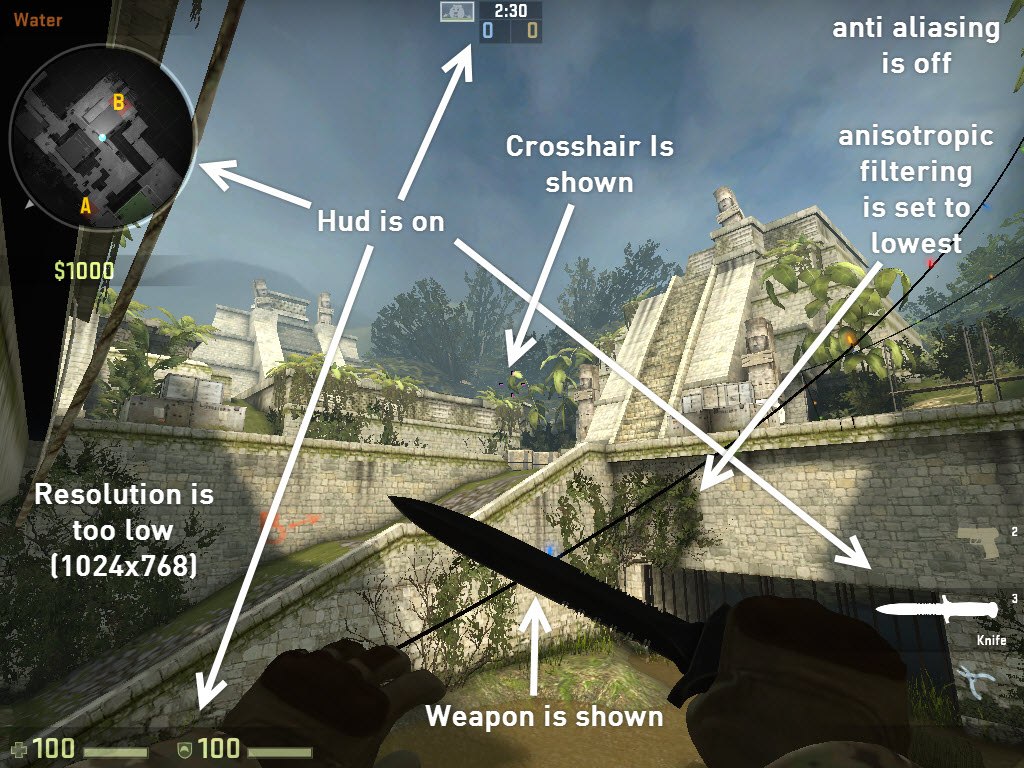 Water
2:30
0 0
anti aliasing
is off
B
A
Crosshair Is
shown
anisotropic
filtering
is set to
lowest
Hud is on
$1000
Resolution is
too low
(1024x768)
2
3
Knife
Weapon is shown
100 100